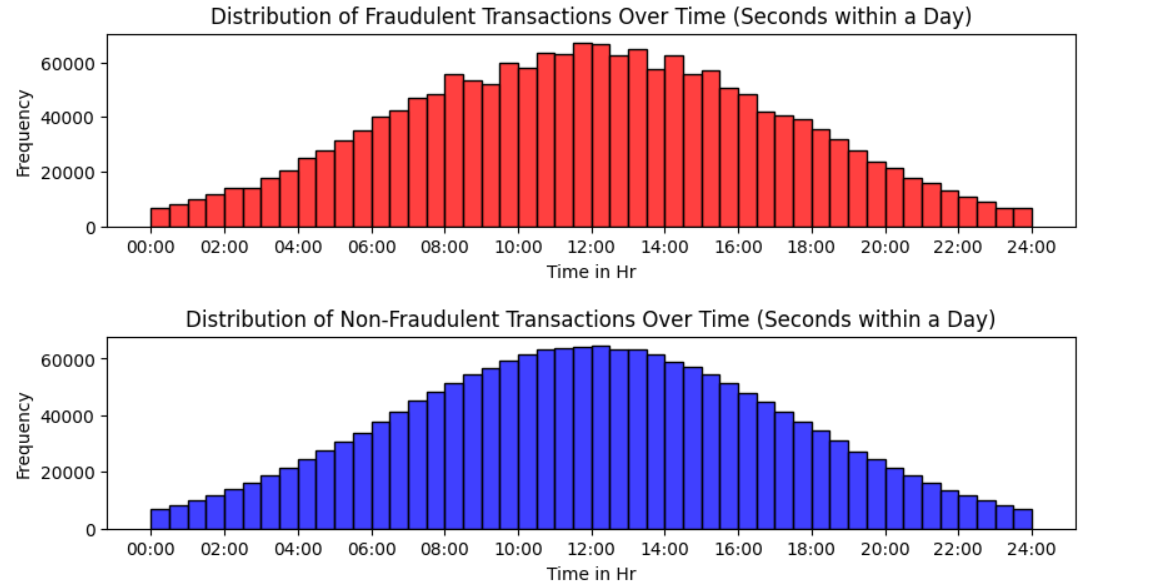 Distribution of Fraudulent Transactions Over Time (Seconds within a Day)
60000
40000
20000
0
Frequency
00:00 02:00 04:00 06:00 08:00 10:00 12:00 14:00 16:00 18:00 20:00 22:00 24:00
Time in Hr
Distribution of Non-Fraudulent Transactions Over Time (Seconds within a Day)
60000
40000
20000
0
Frequency
00:00 02:00 04:00 06:00 08:00 10:00 12:00 14:00 16:00 18:00 20:00 22:00 24:00
Time in Hr